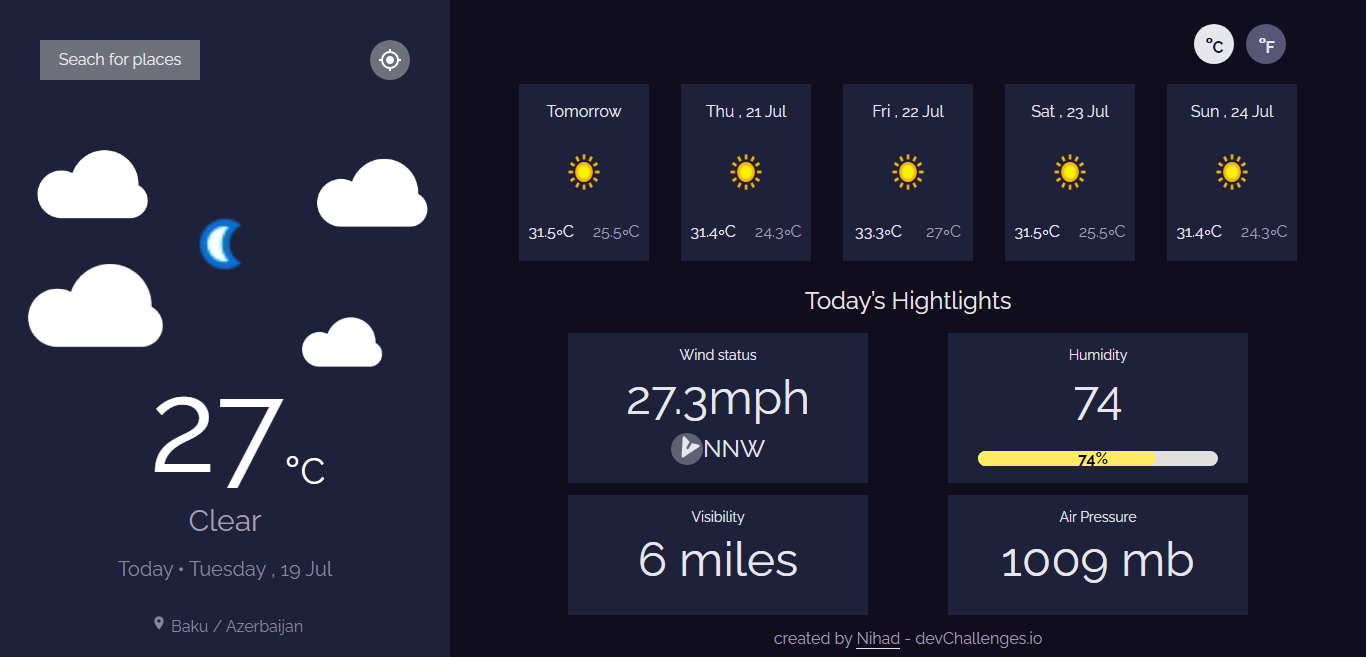 Seach for places
27°C
Clear
Today • Tuesday , 19 Jul
Baku / Azerbaijan
°C °F
Tomorrow
31.5°C 25.5°C
Thu , 21 Jul
31.4°C 24.3°C
Fri , 22 Jul
33.3°C 27°C
Sat , 23 Jul
31.5°C 25.5°C
Sun , 24 Jul
31.4°C 24.3°C
Today's Hightlights
Wind status
27.3mph
NNW
Humidity
74
74%
Visibility
6 miles
Air Pressure
1009 mb
created by Nihad - devChallenges.io